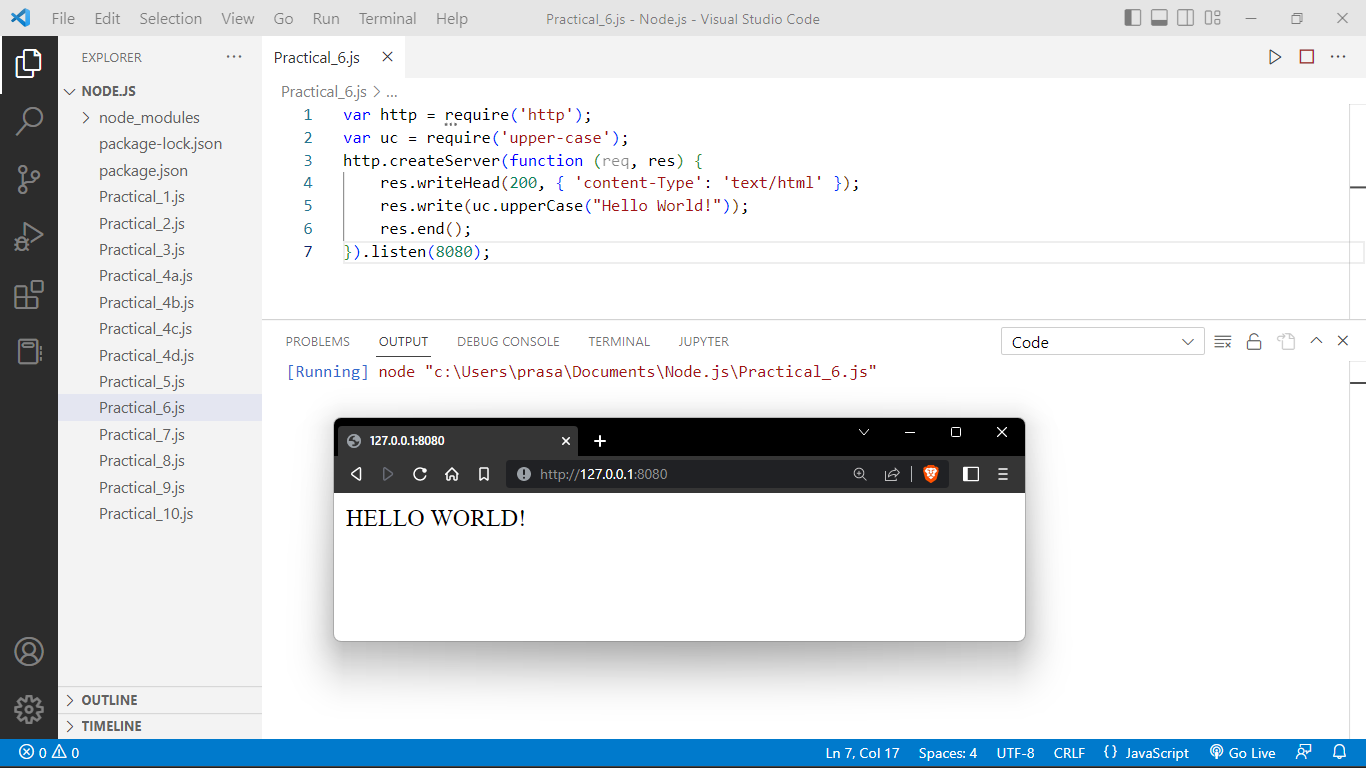 File Edit Selection View Go Run Terminal Help Practical_6.js - Node.js - Visual Studio Code
EXPLORER
NODE.JS
node_modules
package-lock.json
package.json
Practical_1.js
Practical_2.js
Practical_3.js
Practical_4a.js
Practical_4b.js
Practical_4c.js
Practical_4d.js
Practical_5.js
Practical_6.js
Practical_7.js
Practical_8.js
Practical_9.js
Practical_10.js
OUTLINE
TIMELINE
Practical_6.js
Practical_6.js > ...
1 var http = require('http');
2 var uc = require('upper-case');
3 http.createServer(function (req, res) {
4     res.writeHead(200, { 'content-Type': 'text/html' });
5     res.write(uc.upperCase("Hello World!"));
6     res.end();
7 }).listen(8080);
PROBLEMS OUTPUT DEBUG CONSOLE TERMINAL JUPYTER Code
[Running] node "c:\Users\prasa\Documents\Node.js\Practical_6.js"
127.0.0.1:8080
http://127.0.0.1:8080
HELLO WORLD!
0 0 Ln 7, Col 17 Spaces: 4 UTF-8 CRLF {} JavaScript Go Live